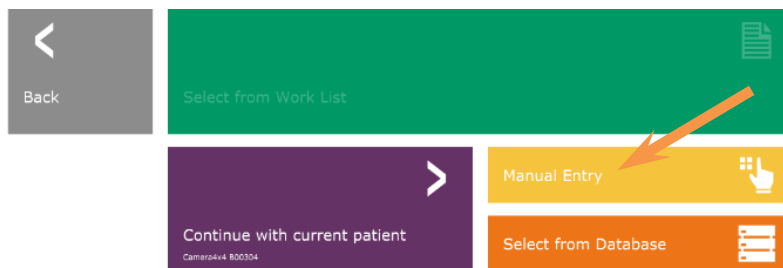 Back
Select from Work List
Manual Entry
Continue with current patient
Camera4x4 B00304
Select from Database